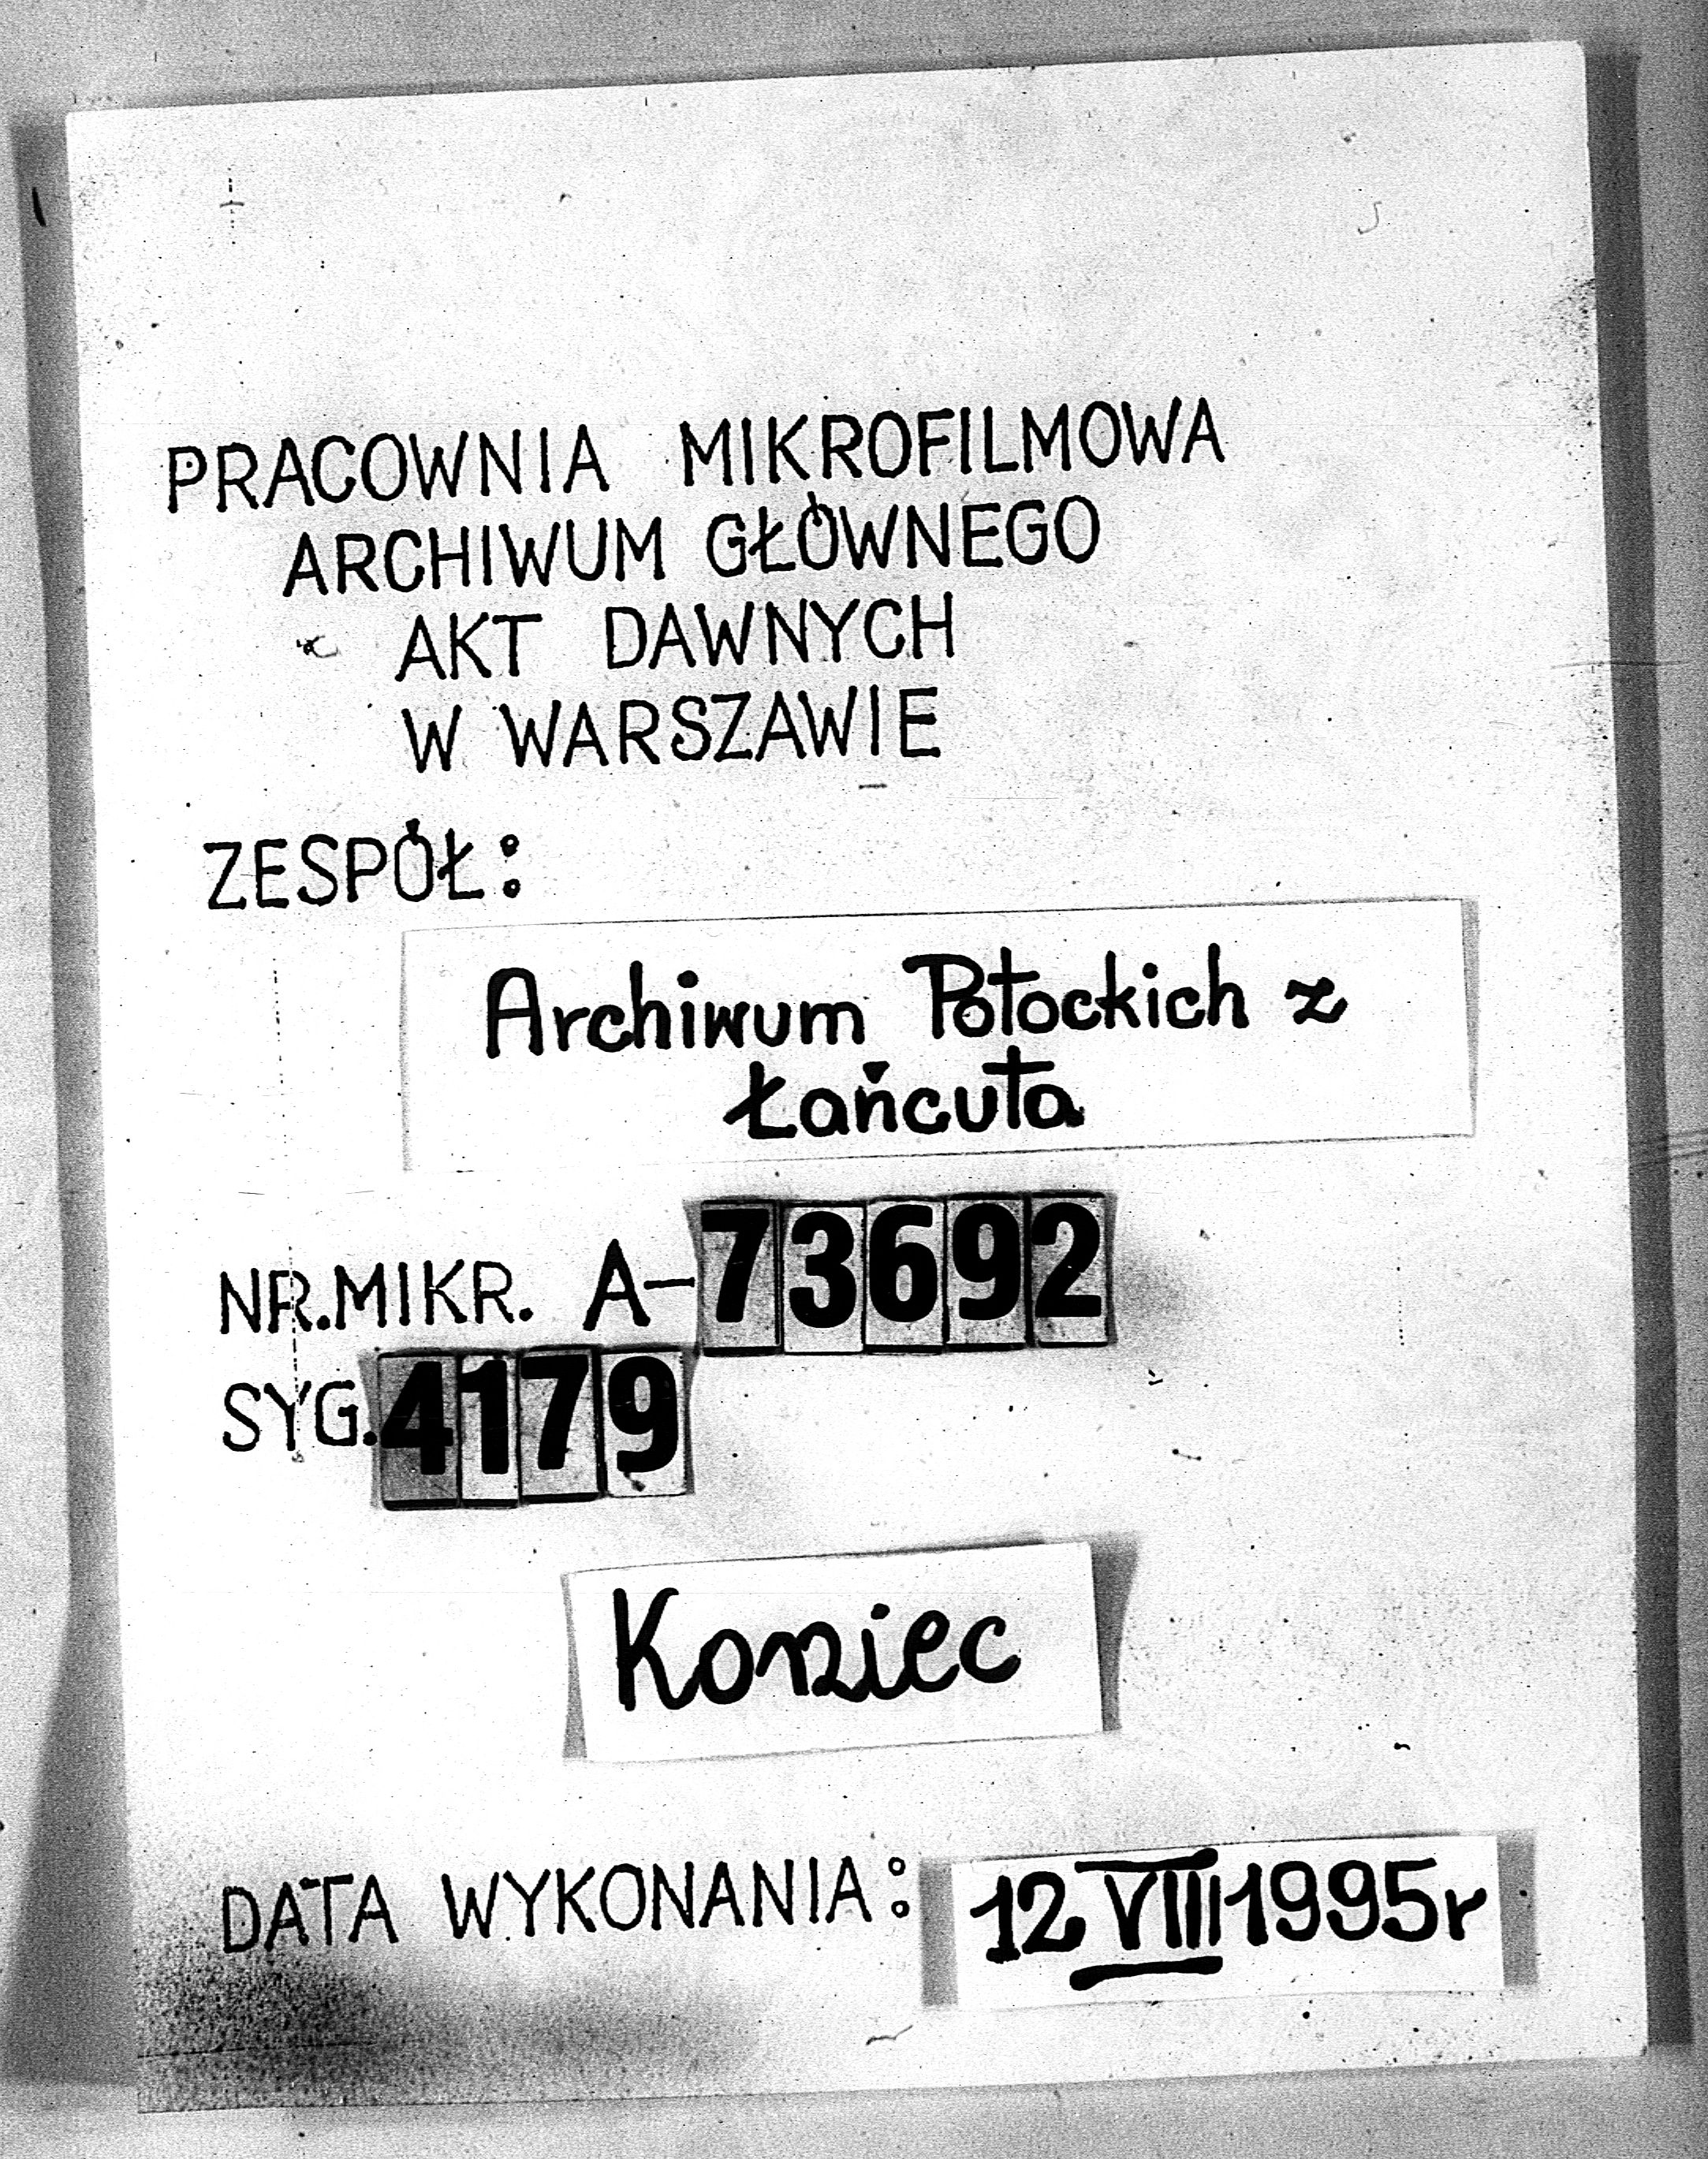 PRACOWNIA MIKROFILMOWA
ARCHIWUM GŁÓWNEGO
AKT DAWNYCH
W WARSZAWIE
ZESPÓŁ:
Archiwum Potockich z
Łańcuta
NR.MIKR. A-73692
SYG.4179
Koniec
DATA WYKONANIA: 12 VIII 1995r